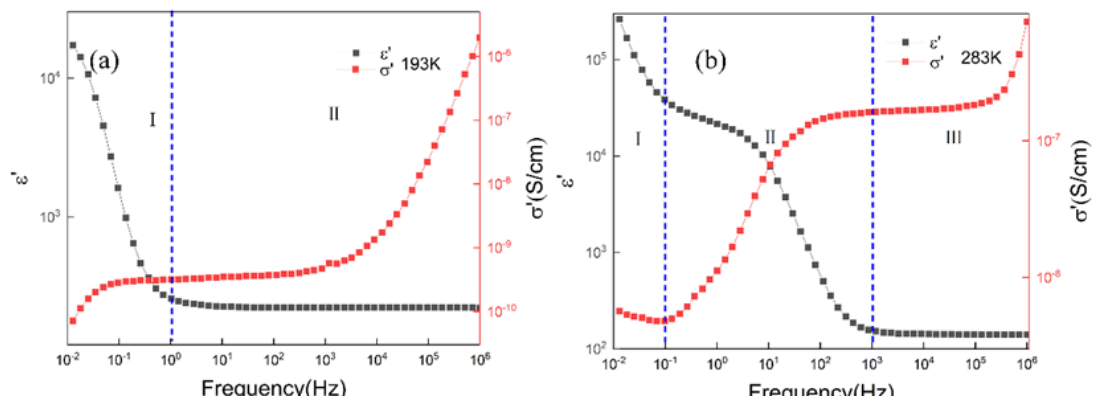 (a)
ε'
σ' 193K
I
II
10⁴
10³
ε'
10⁻⁶
10⁻⁷
10⁻⁸
10⁻⁹
10⁻¹⁰
σ'(S/cm)
10⁻² 10⁻¹ 10⁰ 10¹ 10² 10³ 10⁴ 10⁵ 10⁶
Frequency(Hz)
(b)
ε'
σ' 283K
I
II
III
10⁵
10⁴
10³
10²
ε'
10⁻⁷
10⁻⁸
σ'(S/cm)
10⁻² 10⁻¹ 10⁰ 10¹ 10² 10³ 10⁴ 10⁵ 10⁶
Frequency(Hz)